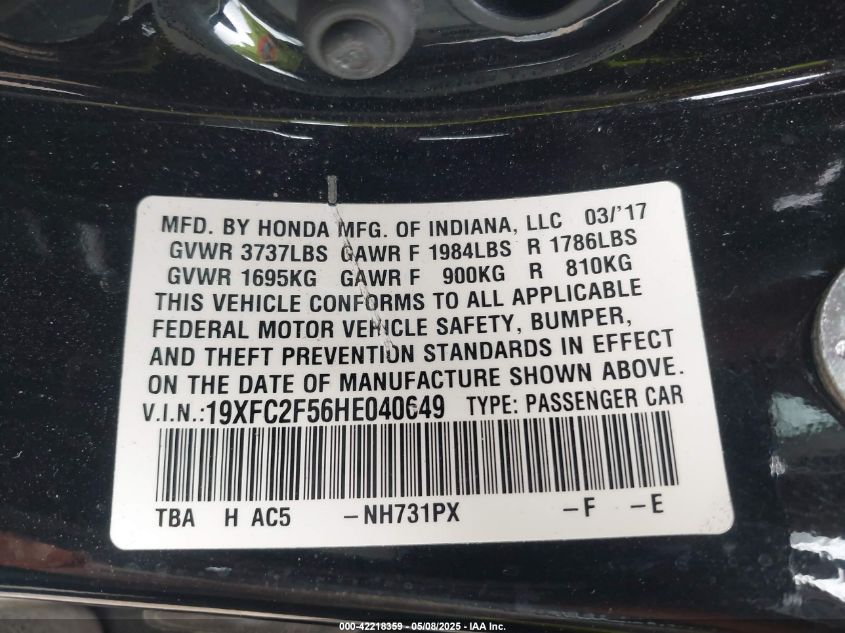 MFD. BY HONDA MFG. OF INDIANA, LLC 03/'17
GVWR 3737LBS GAWR F 1984LBS R 1786LBS
GVWR 1695KG GAWR F 900KG R 810KG
THIS VEHICLE CONFORMS TO ALL APPLICABLE
FEDERAL MOTOR VEHICLE SAFETY, BUMPER,
AND THEFT PREVENTION STANDARDS IN EFFECT
ON THE DATE OF MANUFACTURE SHOWN ABOVE.
V.I.N.:19XFC2F56HE040649 TYPE: PASSENGER CAR
TBA H AC5 -NH731PX -F -E
000-42218359 - 05/08/2025 - IAA Inc.